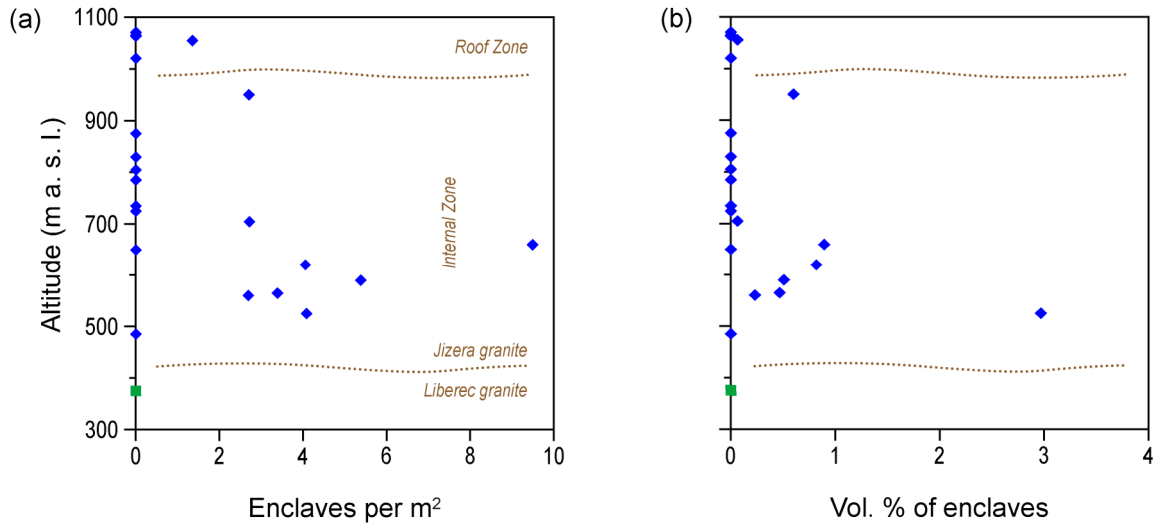 (a)
Altitude (m a. s. l.)
1100
900
700
500
300
0
2
4
6
8
10
Enclaves per m²
Roof Zone
Internal Zone
Jizera granite
Liberec granite
(b)
0
1
2
3
4
Vol. % of enclaves